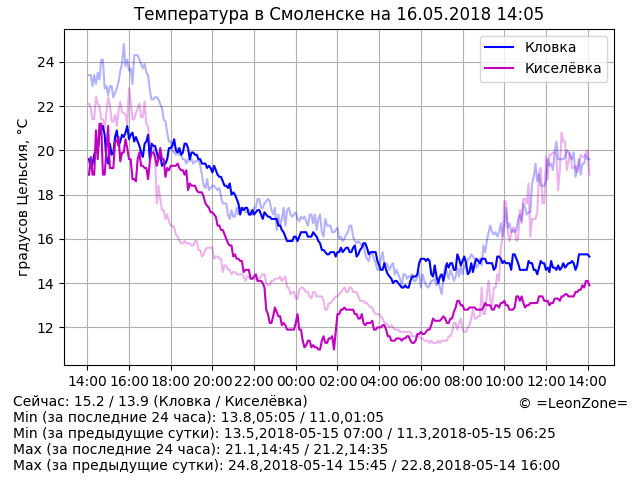 Температура в Смоленске на 16.05.2018 14:05
Кловка
Киселёвка
градусов Цельсия, °C
24
22
20
18
16
14
12
14:00 16:00 18:00 20:00 22:00 00:00 02:00 04:00 06:00 08:00 10:00 12:00 14:00
Сейчас: 15.2 / 13.9 (Кловка / Киселёвка)
© =LeonZone=
Min (за последние 24 часа): 13.8,05:05 / 11.0,01:05
Min (за предыдущие сутки): 13.5,2018-05-15 07:00 / 11.3,2018-05-15 06:25
Max (за последние 24 часа): 21.1,14:45 / 21.2,14:35
Max (за предыдущие сутки): 24.8,2018-05-14 15:45 / 22.8,2018-05-14 16:00